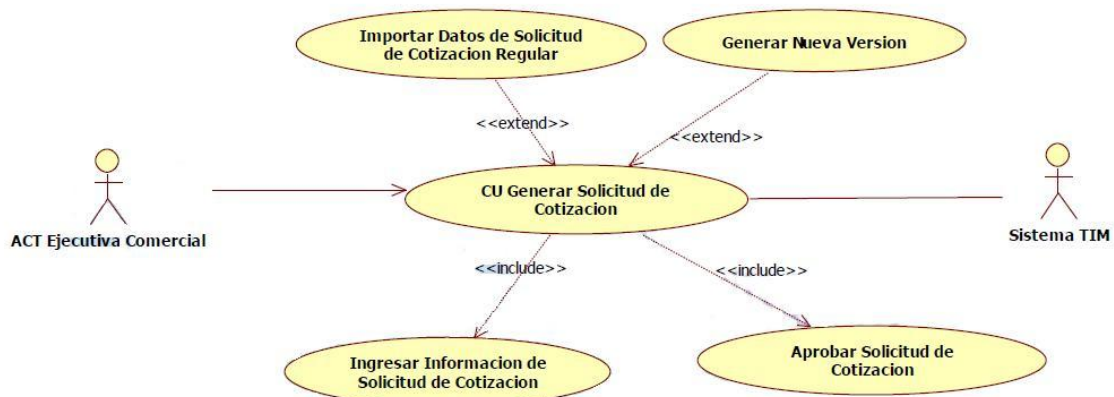 Importar Datos de Solicitud
de Cotizacion Regular
Generar Nueva Version
<<extend>>
<<extend>>
CU Generar Solicitud de
Cotizacion
ACT Ejecutiva Comercial
Sistema TIM
<<include>>
<<include>>
Ingresar Informacion de
Solicitud de Cotizacion
Aprobar Solicitud de
Cotizacion